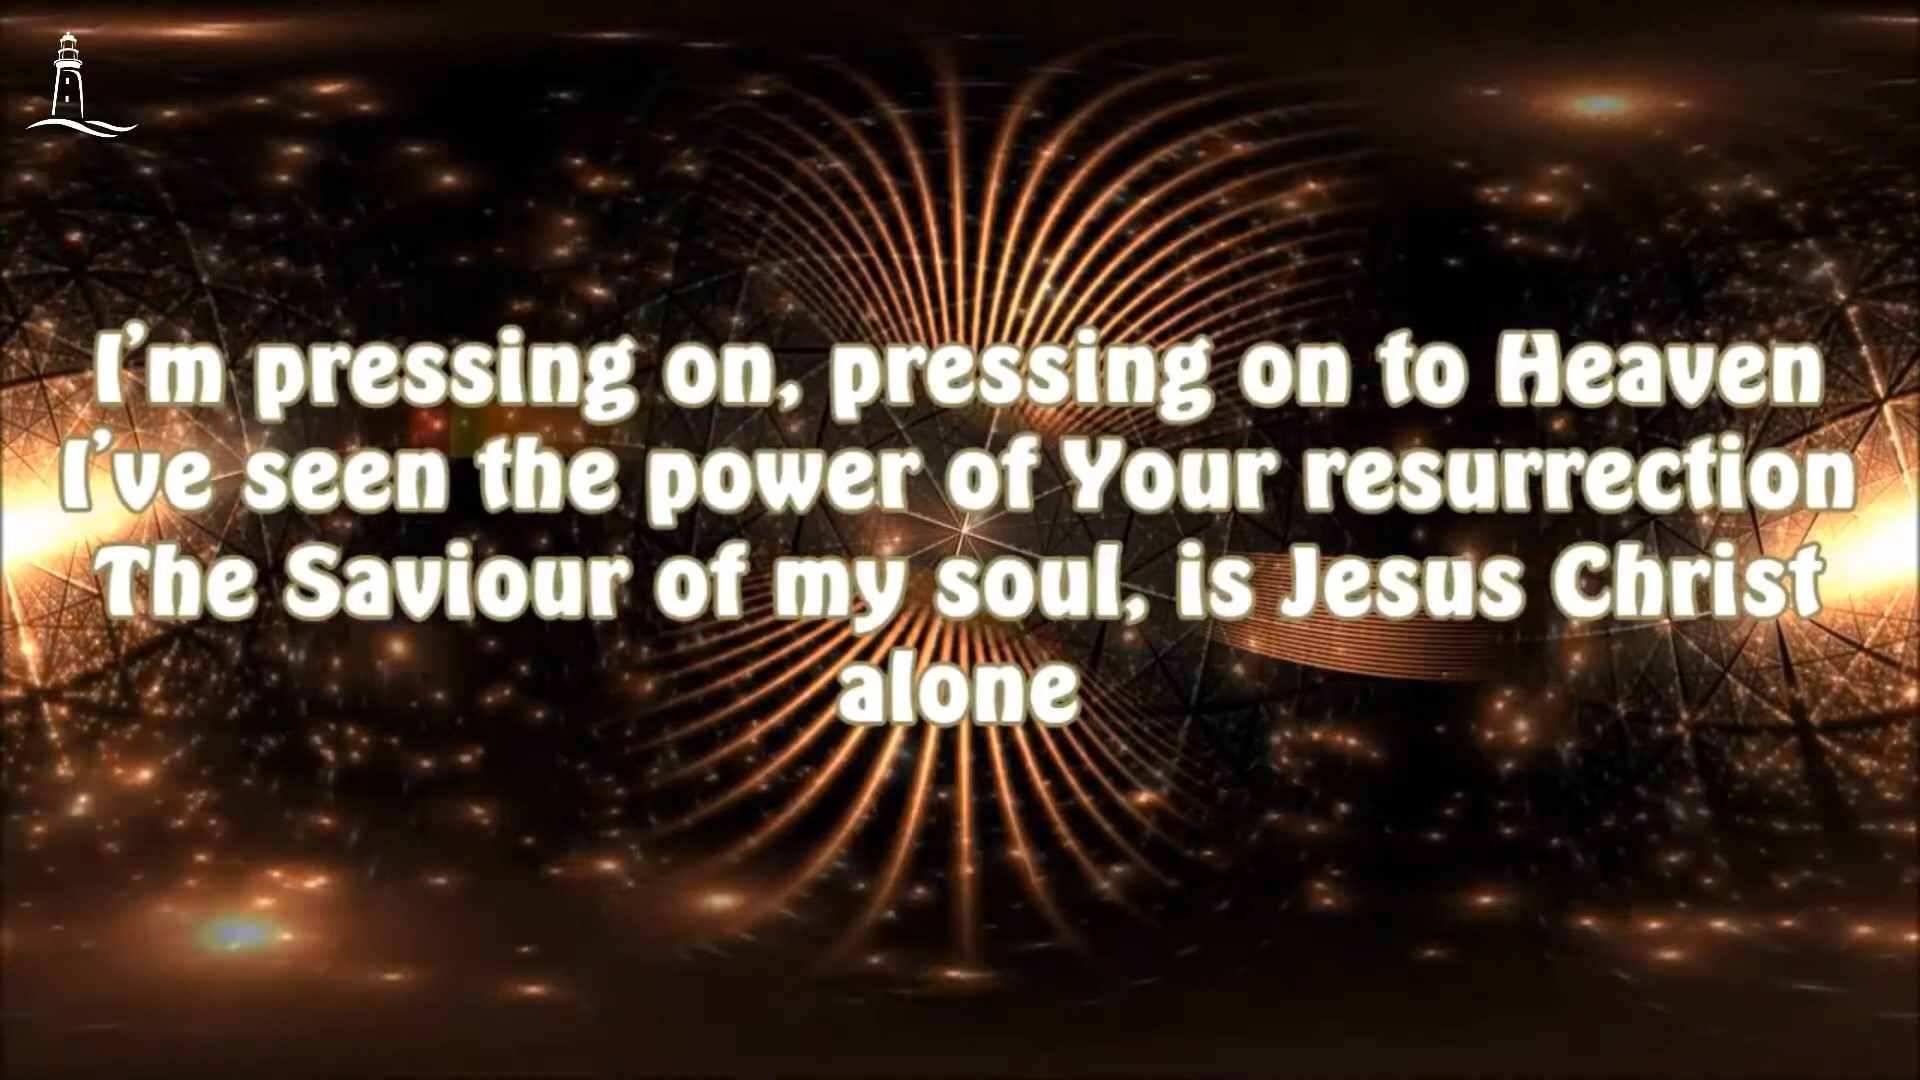 I'm pressing on, pressing on to Heaven
I've seen the power of Your resurrection
The Saviour of my soul, is Jesus Christ
alone